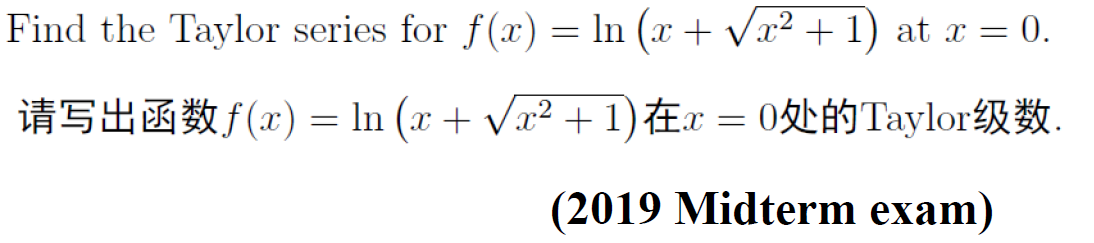 Find the Taylor series for f(x) = ln (x + √(x² + 1)) at x = 0.
请写出函数f(x) = ln (x + √(x² + 1))在x = 0处的Taylor级数.
(2019 Midterm exam)